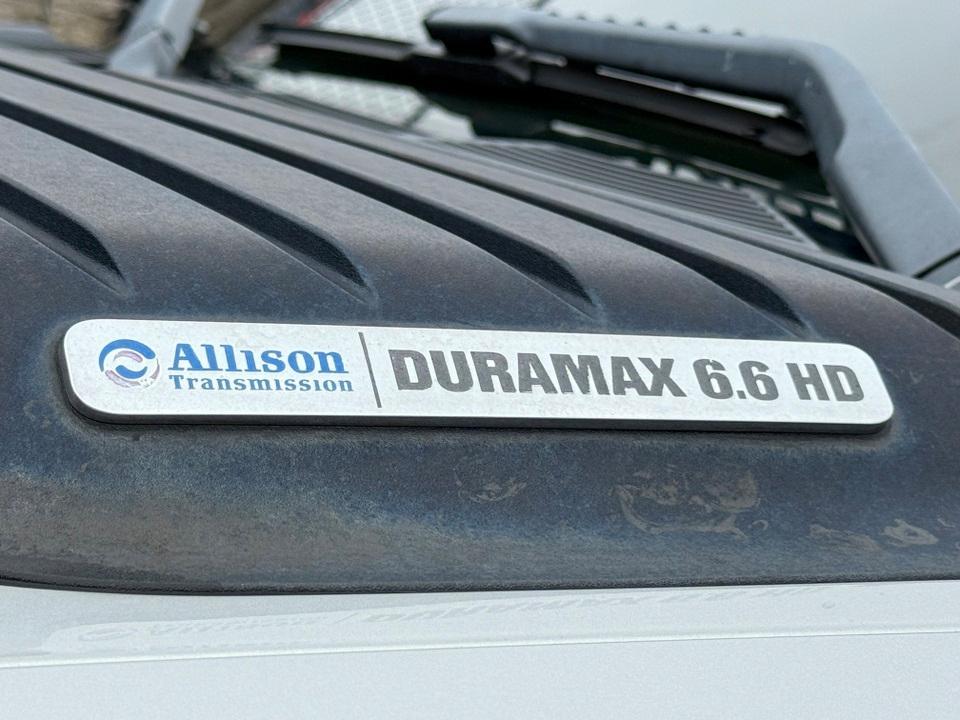 Allison
Transmission
DURAMAX 6.6 HD